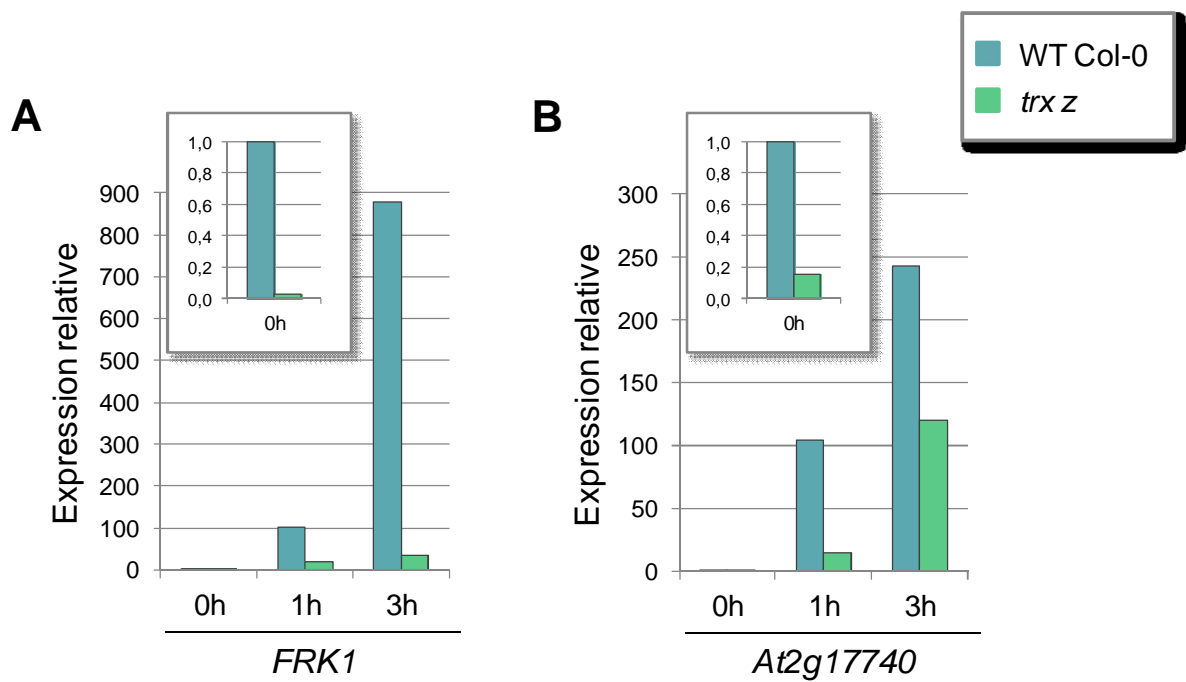 WT Col-0
trx z
A
1,0
0,8
0,6
0,4
0,2
0,0
0h
900
800
700
600
500
400
300
200
100
0
Expression relative
0h 1h 3h
FRK1
B
1,0
0,8
0,6
0,4
0,2
0,0
0h
300
250
200
150
100
50
0
Expression relative
0h 1h 3h
At2g17740